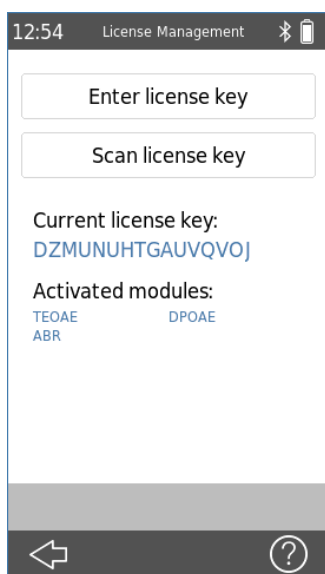 12:54 License Management
Enter license key
Scan license key
Current license key:
DZMUNUHTGAUVQVOJ
Activated modules:
TEOAE DPOAE
ABR
?